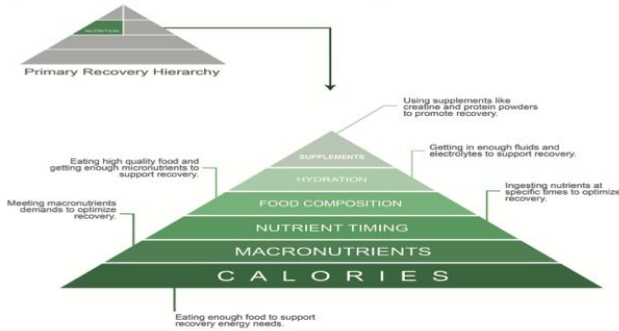 NUTRITION
Primary Recovery Hierarchy
Using supplements like
creatine and protein powders
to promote recovery.
SUPPLEMENTS
Eating high quality food and
getting enough micronutrients to
support recovery.
Getting in enough fluids and
electrolytes to support recovery.
HYDRATION
Meeting macronutrients
demands to optimize
recovery.
FOOD COMPOSITION
Ingesting nutrients at
specific times to optimize
recovery.
NUTRIENT TIMING
MACRONUTRIENTS
CALORIES
Eating enough food to support
recovery energy needs.